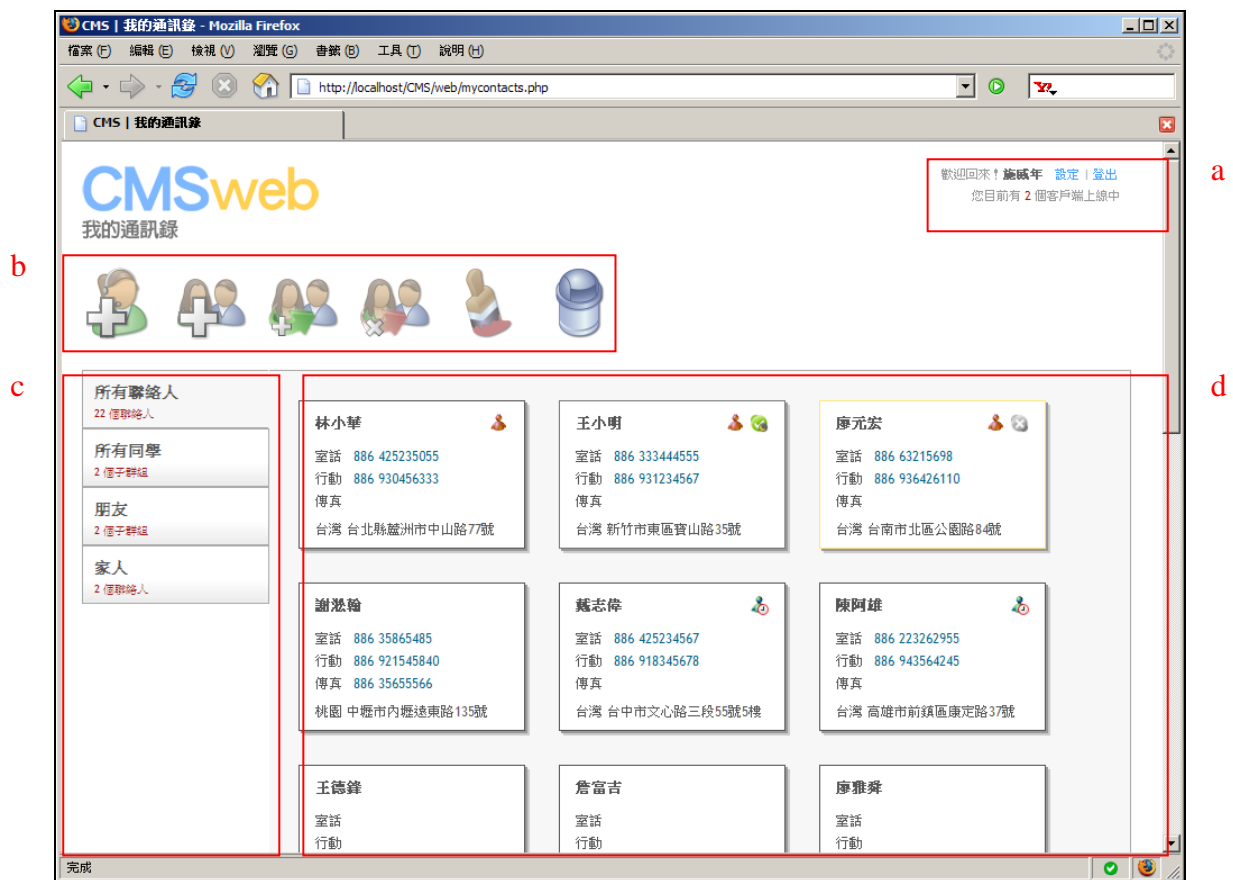 CMS | 我的通訊錄 - Mozilla Firefox
檔案(F) 編輯(E) 檢視(V) 瀏覽(G) 書籤(B) 工具(T) 說明(H)
http://localhost/CMS/web/mycontacts.php
CMS | 我的通訊錄
a
歡迎回來！施威年 設定 | 登出
您目前有 2 個客戶端上線中
CMSweb
我的通訊錄
b
c
d
所有聯絡人
22 個聯絡人
所有同學
2 個子群組
朋友
2 個子群組
家人
2 個聯絡人
林小華
室話 886 425235055
行動 886 930456333
傳真
台灣 台北縣蘆洲市中山路77號
王小明
室話 886 333444555
行動 886 931234567
傳真
台灣 新竹市東區寶山路35號
廖元宏
室話 886 63215698
行動 886 936426110
傳真
台灣 台南市北區公園路84號
謝淞翰
室話 886 35865485
行動 886 921545840
傳真 886 35655566
桃園 中壢市內壢遠東路135號
戴志偉
室話 886 425234567
行動 886 918345678
傳真
台灣 台中市文心路三段55號5樓
陳阿雄
室話 886 223262955
行動 886 943564245
傳真
台灣 高雄市前鎮區康定路37號
王德鋒
室話
行動
詹富吉
室話
行動
廖雅舜
室話
行動
完成